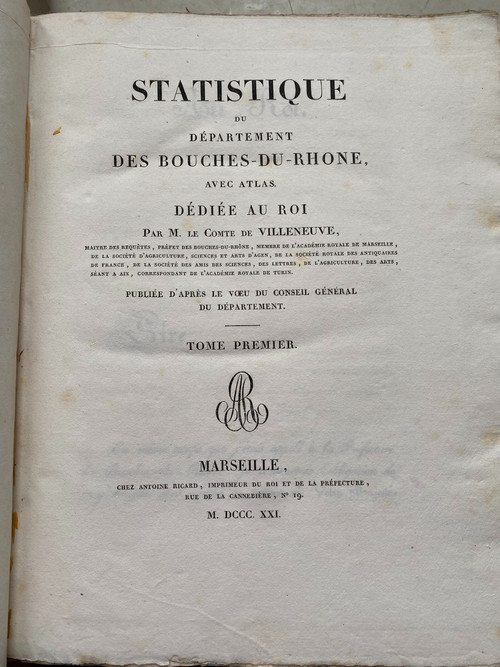 STATISTIQUE
DU
DÉPARTEMENT
DES BOUCHES-DU-RHONE,
AVEC ATLAS.
DÉDIÉE AU ROI
PAR M. LE COMTE DE VILLENEUVE,
MAITRE DES REQUÊTES, PRÉFET DES BOUCHES-DU-RHÔNE, MEMBRE DE L'ACADÉMIE ROYALE DE MARSEILLE,
DE LA SOCIÉTÉ D'AGRICULTURE, SCIENCES ET ARTS D'AGEN, DE LA SOCIÉTÉ ROYALE DES ANTIQUAIRES
DE FRANCE, DE LA SOCIÉTÉ DES AMIS DES SCIENCES, DES LETTRES, DE L'AGRICULTURE, DES ARTS,
SÉANT A AIX, CORRESPONDANT DE L'ACADÉMIE ROYALE DE TURIN.
PUBLIÉE D'APRÈS LE VŒU DU CONSEIL GÉNÉRAL
DU DÉPARTEMENT.
TOME PREMIER.
AR
MARSEILLE,
CHEZ ANTOINE RICARD, IMPRIMEUR DU ROI ET DE LA PRÉFECTURE,
RUE DE LA CANNEBIÈRE, N° 19.
M. DCCC. XXI.